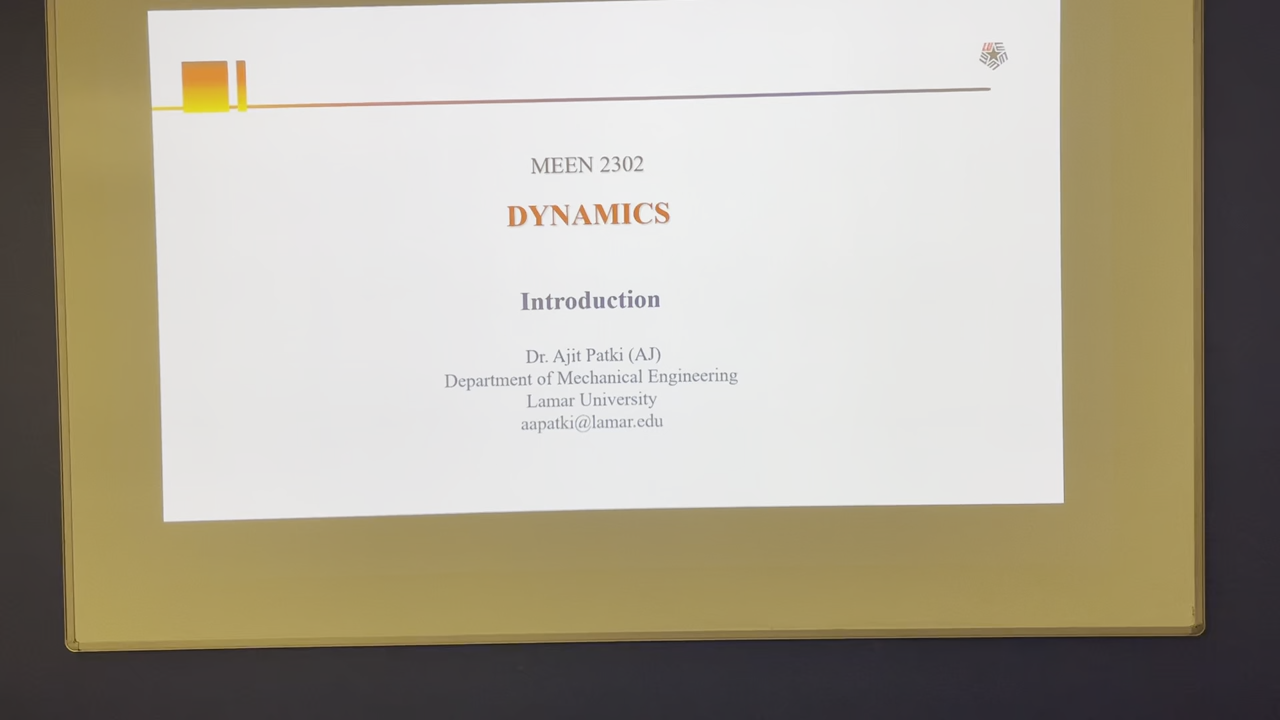 MEEN 2302
DYNAMICS
Introduction
Dr. Ajit Patki (AJ)
Department of Mechanical Engineering
Lamar University
aapatki@lamar.edu